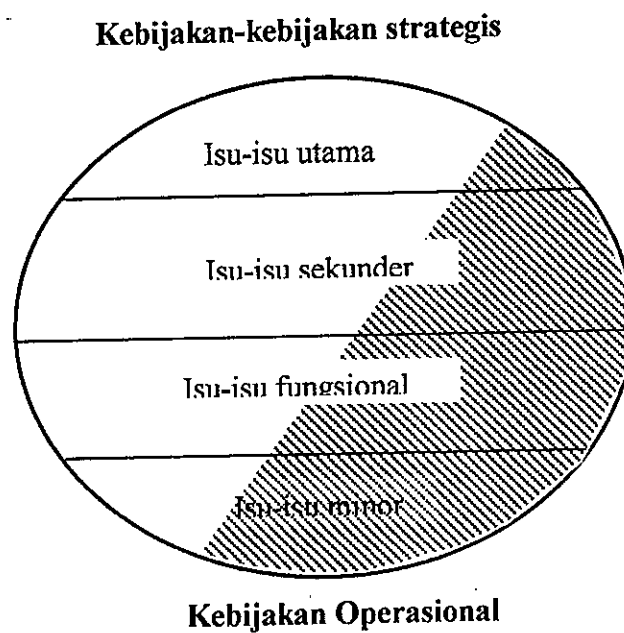 Kebijakan-kebijakan strategis
Isu-isu utama
Isu-isu sekunder
Isu-isu fungsional
Isu-isu minor
Kebijakan Operasional